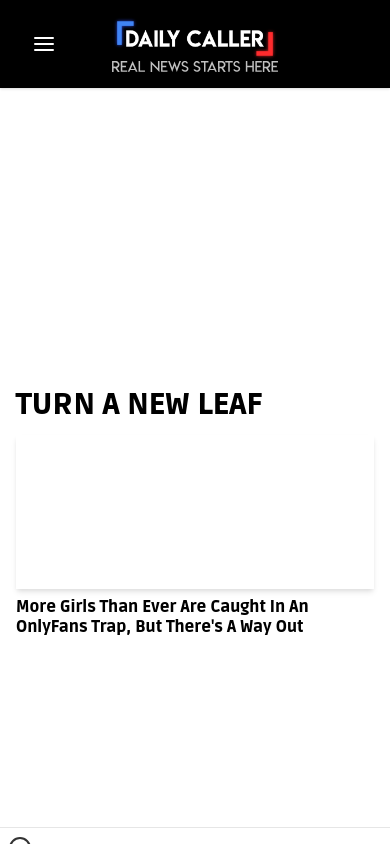 DAILY CALLER
REAL NEWS STARTS HERE
TURN A NEW LEAF
More Girls Than Ever Are Caught In An
OnlyFans Trap, But There's A Way Out